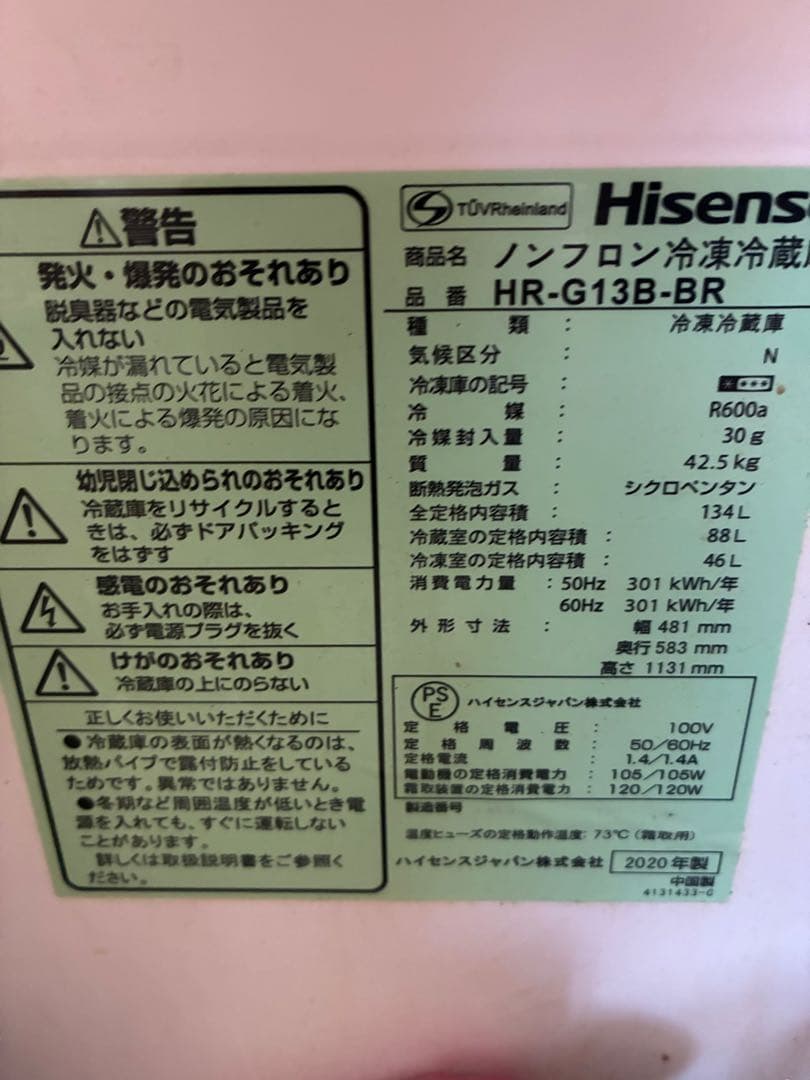 警告
発火・爆発のおそれあり
脱臭器などの電気製品を
入れない
冷媒が漏れていると電気製
品の接点の火花による着火、
着火による爆発の原因にな
ります。
幼児閉じ込められのおそれあり
冷蔵庫をリサイクルすると
きは、必ずドアパッキング
をはずす
感電のおそれあり
お手入れの際は、
必ず電源プラグを抜く
けがのおそれあり
冷蔵庫の上にのらない
正しくお使いいただくために
●冷蔵庫の表面が熱くなるのは、
放熱パイプで露付防止をしている
ためです。異常ではありません。
●冬期など周囲温度が低いとき電
源を入れても、すぐに運転しない
ことがあります。
詳しくは取扱説明書をご参照く
ださい。
TÜVRheinland
Hisens
商品名 ノンフロン冷凍冷蔵
品番 HR-G13B-BR
種類 : 冷凍冷蔵庫
気候区分 : N
冷凍庫の記号 :
冷媒 : R600a
冷媒封入量 : 30g
質量 : 42.5kg
断熱発泡ガス : シクロペンタン
全定格内容積 : 134L
冷蔵室の定格内容積 : 88L
冷凍室の定格内容積 : 46L
消費電力量 : 50Hz 301 kWh/年
60Hz 301 kWh/年
外形寸法 : 幅 481 mm
奥行 583 mm
高さ 1131 mm
PSE ハイセンスジャパン株式会社
定格電圧 : 100V
定格周波数 : 50/60Hz
定格電流 : 1.4/1.4A
電動機の定格消費電力 : 105/105W
霜取装置の定格消費電力 : 120/120W
製造番号
温度ヒューズの定格動作温度: 73℃(霜取用)
ハイセンスジャパン株式会社 2020年製
中国製
4131433-G